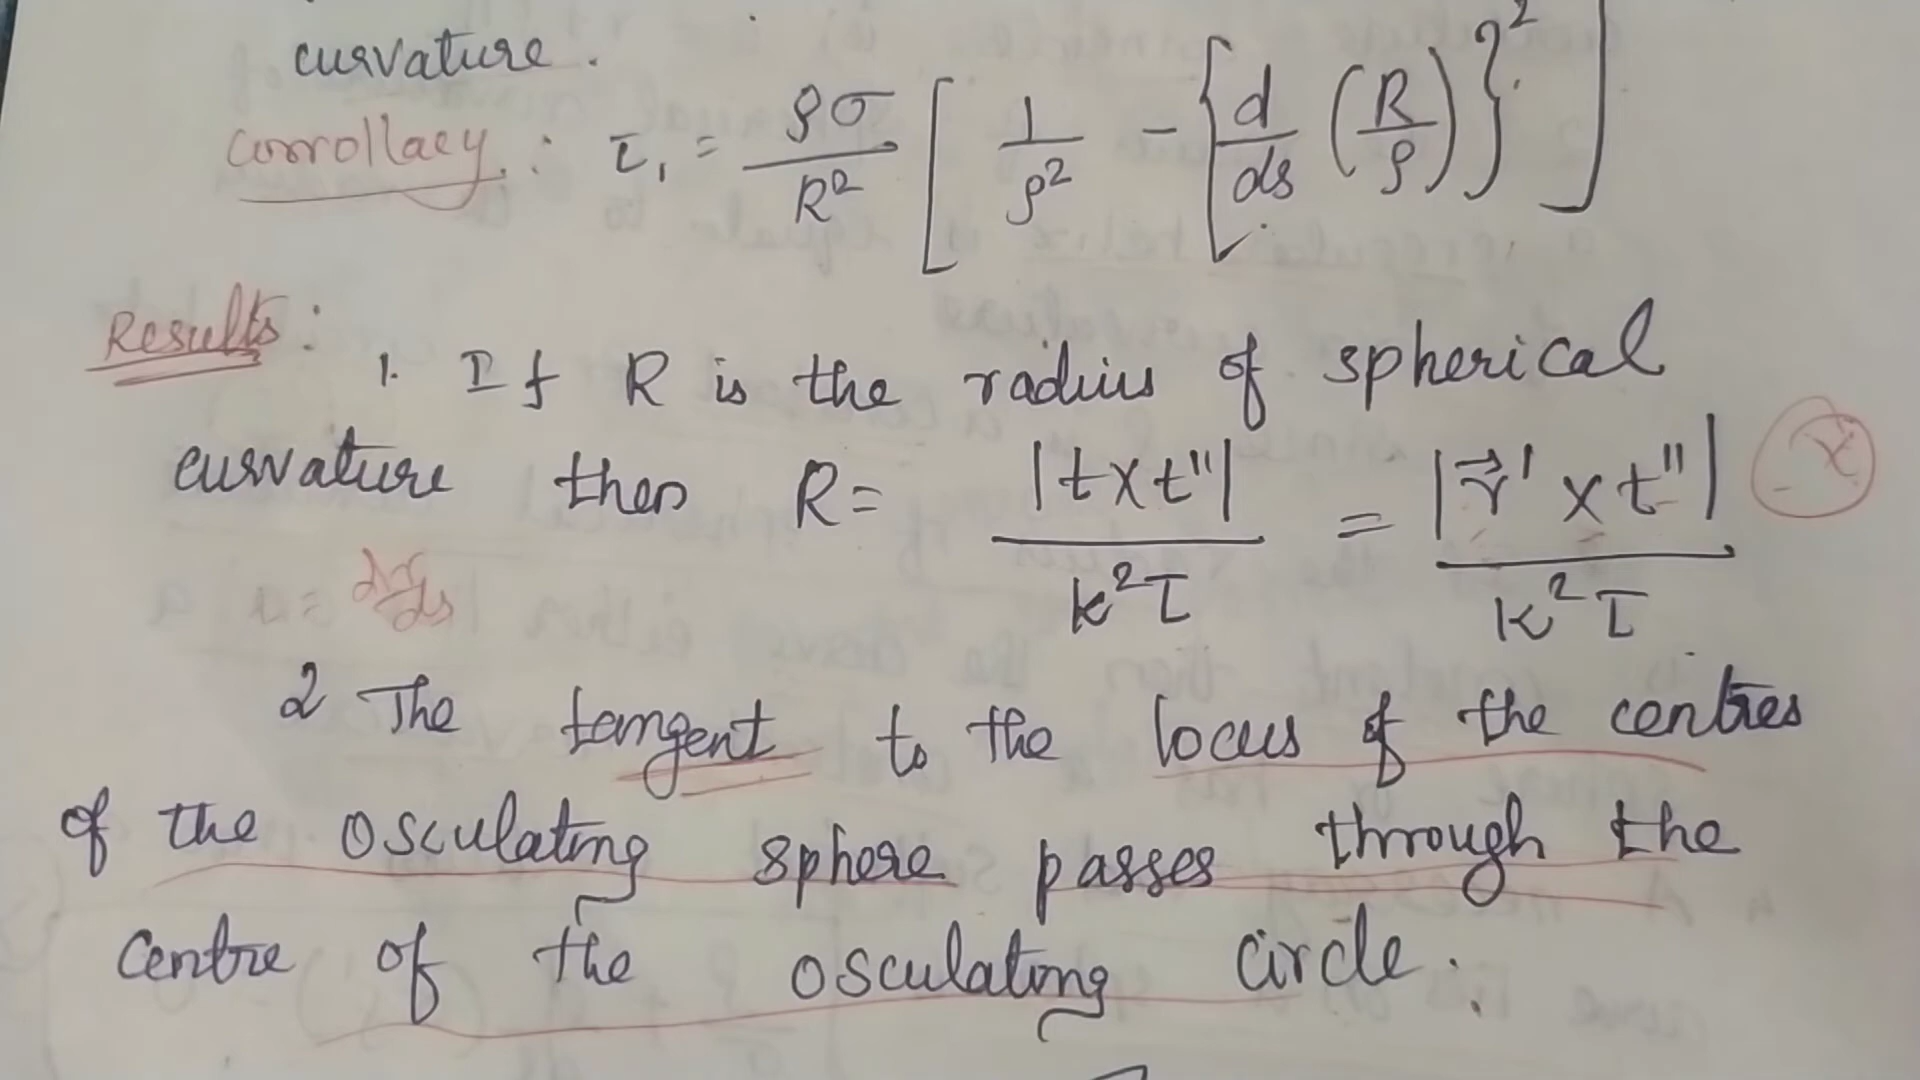 curvature.
Corrollary : τ₁ = ρσ/R² [ 1/ρ² - { d/ds (R/ρ) }² ]
Results :
1. If R is the radius of spherical
curvature then R = |t×t"|/k²τ = |r⃗'×t"|/k²τ
dr/ds
2 The tangent to the locus of the centres
of the osculating sphere passes through the
Centre of the osculating circle.